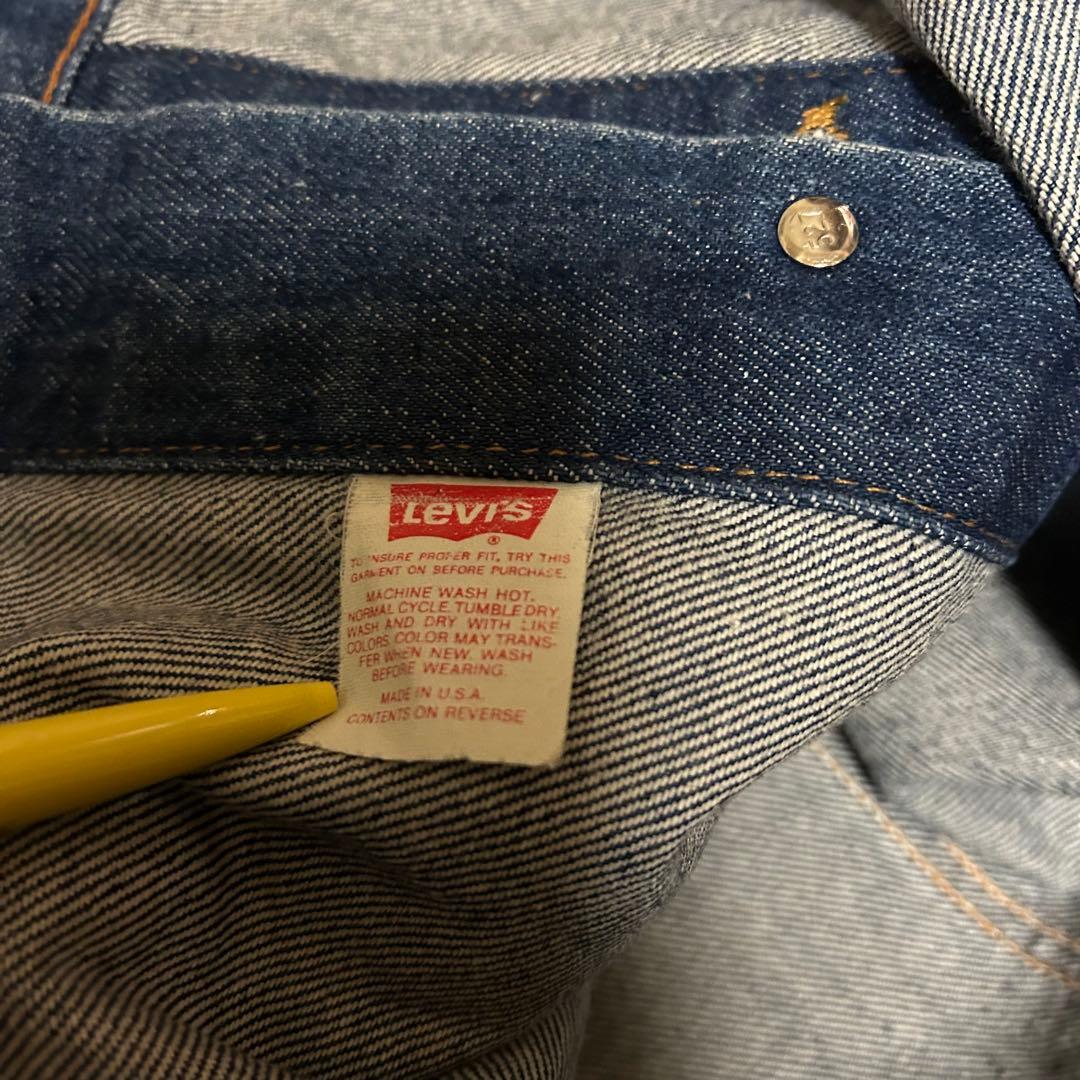 527
Levi's
®
TO INSURE PROPER FIT, TRY THIS
GARMENT ON BEFORE PURCHASE.
MACHINE WASH HOT.
NORMAL CYCLE. TUMBLE DRY
WASH AND DRY WITH LIKE
COLORS. COLOR MAY TRANS-
FER WHEN NEW. WASH
BEFORE WEARING.
MADE IN U.S.A.
CONTENTS ON REVERSE